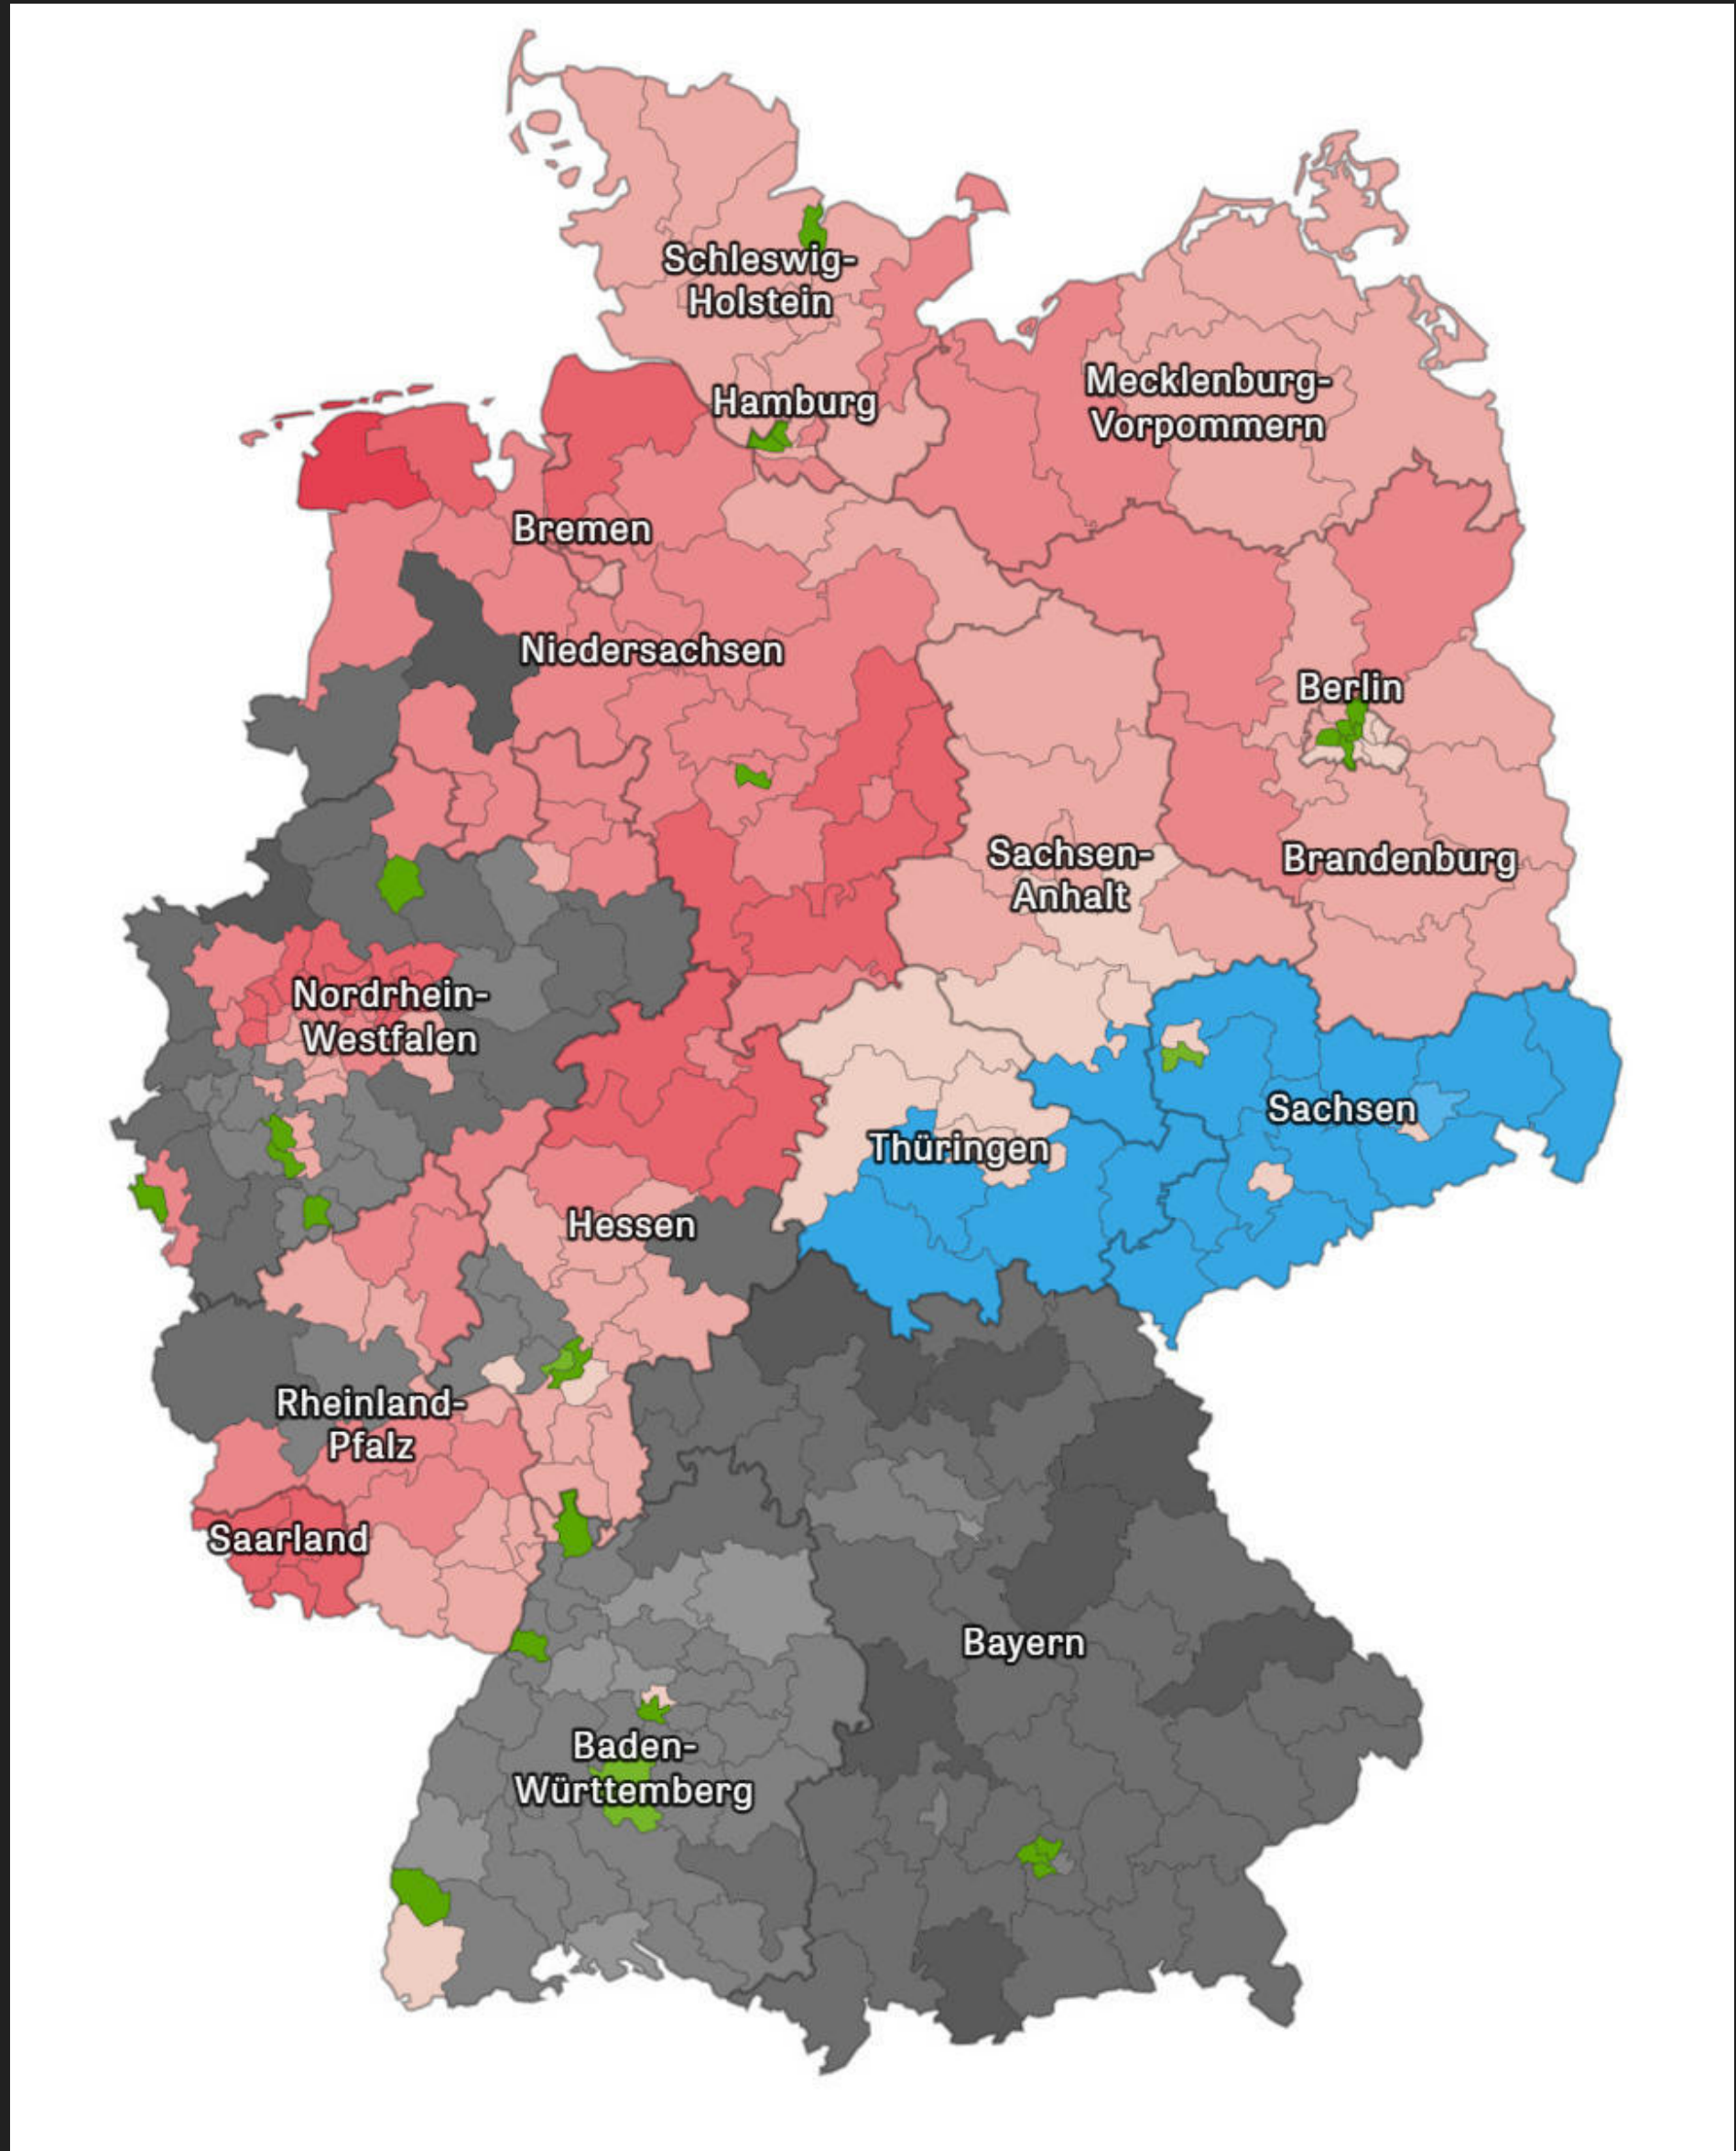 Schleswig-
Holstein
Hamburg
Mecklenburg-
Vorpommern
Bremen
Niedersachsen
Berlin
Sachsen-
Anhalt
Brandenburg
Nordrhein-
Westfalen
Sachsen
Thüringen
Hessen
Rheinland-
Pfalz
Saarland
Bayern
Baden-
Württemberg